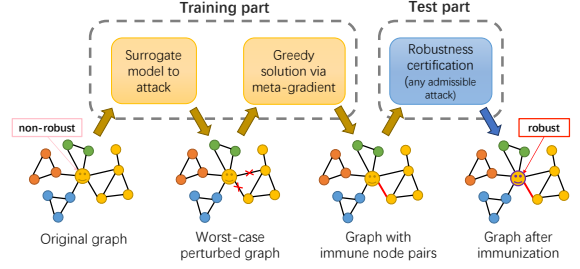 Training part
Test part
Surrogate
model to
attack
Greedy
solution via
meta-gradient
Robustness
certification
(any admissible
attack)
non-robust
robust
Original graph
Worst-case
perturbed graph
Graph with
immune node pairs
Graph after
immunization